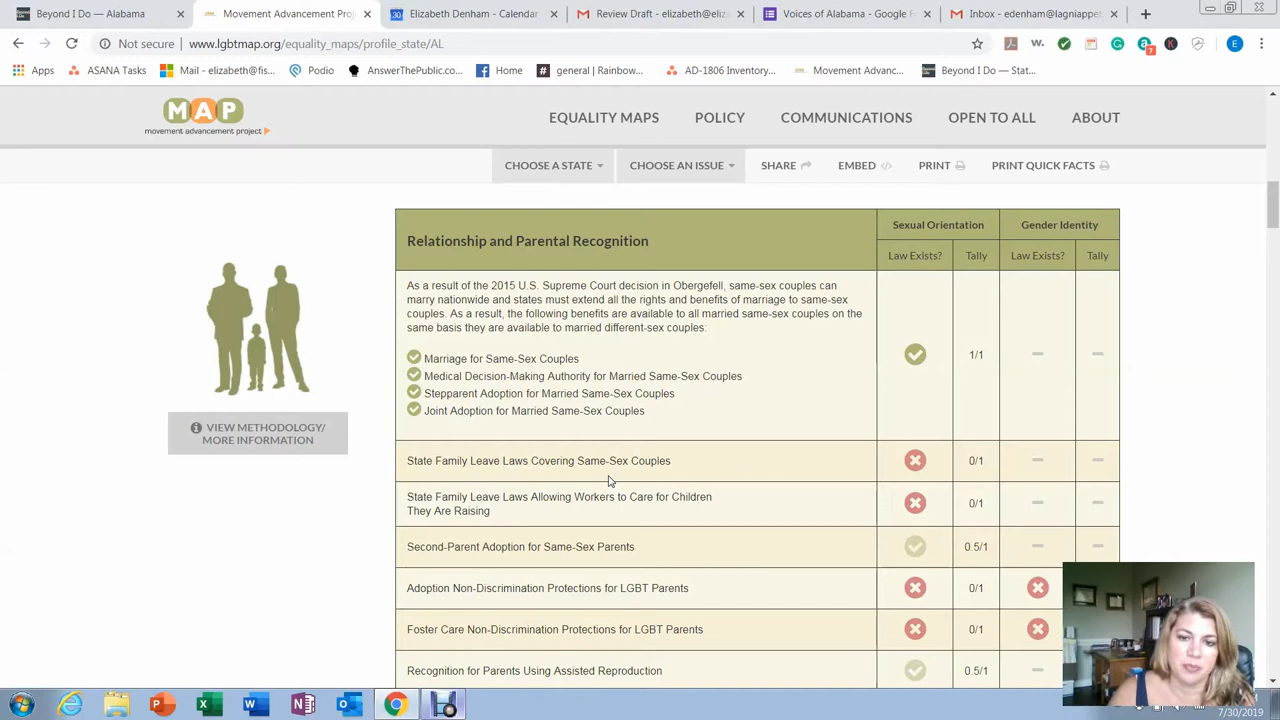 Beyond I Do — Alabama
Movement Advancement Proj
Elizabeth Denham - Calendar
Review Draft - elizabeth@eliz
Voices of Alabama - Google F
Inbox - edenham@lagniappe
Not secure | www.lgbtmap.org/equality_maps/profile_state/AL
Apps ASANA Tasks Mail - elizabeth@fis... Podio AnswerThePublic.co... Home general | Rainbow... AD-1806 Inventory... Movement Advanc... Beyond I Do — Stat...
MAP
movement advancement project
EQUALITY MAPS POLICY COMMUNICATIONS OPEN TO ALL ABOUT
CHOOSE A STATE CHOOSE AN ISSUE SHARE EMBED PRINT PRINT QUICK FACTS
VIEW METHODOLOGY/
MORE INFORMATION
Relationship and Parental Recognition
Sexual Orientation Gender Identity
Law Exists? Tally Law Exists? Tally
As a result of the 2015 U.S. Supreme Court decision in Obergefell, same-sex couples can
marry nationwide and states must extend all the rights and benefits of marriage to same-sex
couples. As a result, the following benefits are available to all married same-sex couples on the
same basis they are available to married different-sex couples:
Marriage for Same-Sex Couples
Medical Decision-Making Authority for Married Same-Sex Couples
Stepparent Adoption for Married Same-Sex Couples
Joint Adoption for Married Same-Sex Couples
1/1
State Family Leave Laws Covering Same-Sex Couples 0/1
State Family Leave Laws Allowing Workers to Care for Children
They Are Raising
0/1
Second-Parent Adoption for Same-Sex Parents 0.5/1
Adoption Non-Discrimination Protections for LGBT Parents 0/1
Foster Care Non-Discrimination Protections for LGBT Parents 0/1
Recognition for Parents Using Assisted Reproduction 0.5/1
7/30/2019